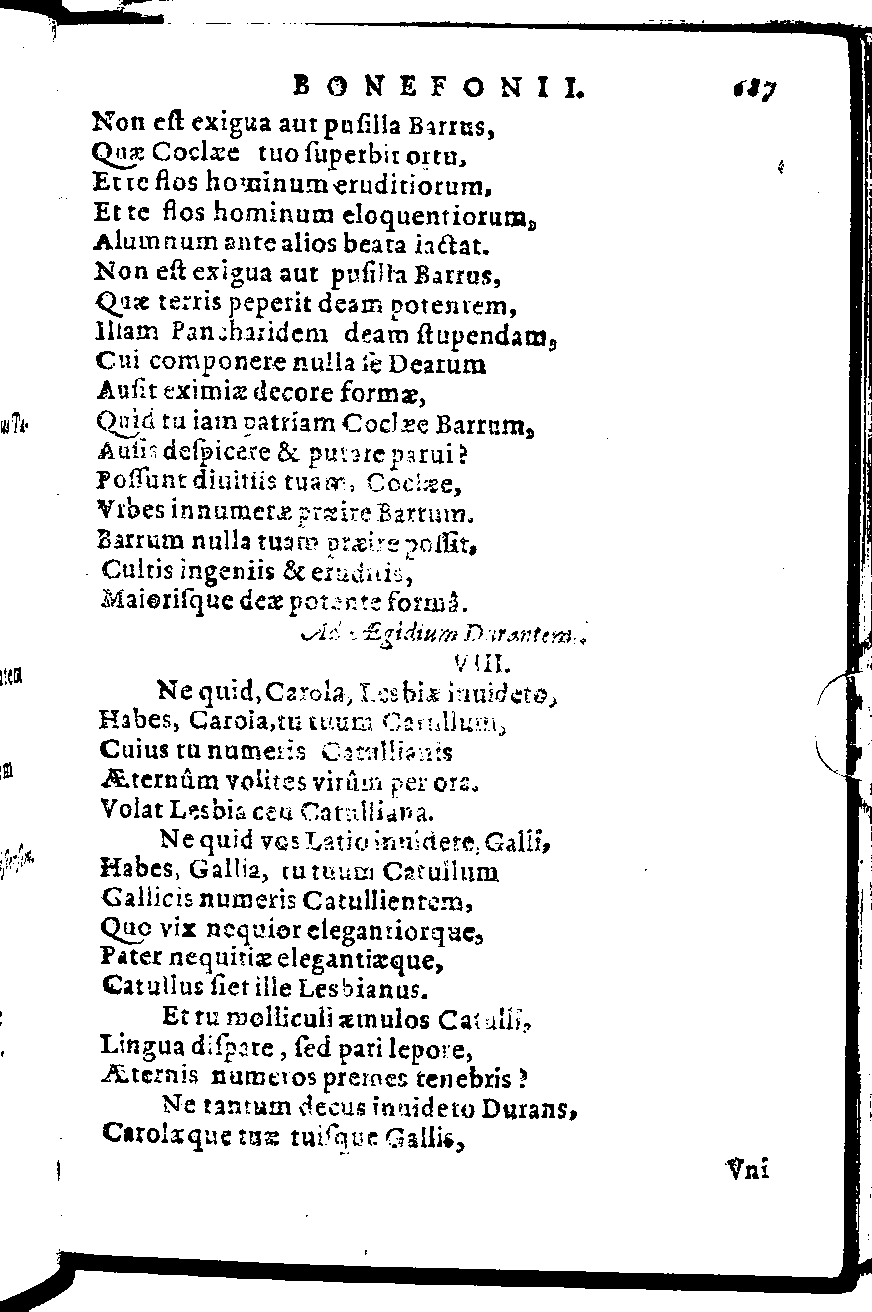 BONEFONII. 687
Non eſt exigua aut puſilla Barrus,
Quæ Coclæe tuo ſuperbit ortu,
Et te flos hominum eruditiorum,
Et te flos hominum eloquentiorum,
Alumnum ante alios beata iactat.
Non eſt exigua aut puſilla Barrus,
Quæ terris peperit deam potentem,
Illam Pancharidem deam ſtupendam,
Cui componere nulla ſe Dearum
Auſit eximiæ decore formæ,
Quid tu iam patriam Coclæe Barrum,
Auſis deſpicere & putare parui?
Poſſunt diuitiis tuam, Coclæe,
Vrbes innumeræ præire Barrum.
Barrum nulla tuam præire poſſit,
Cultis ingeniis & eruditis,
Maioriſque deæ potente formâ.
Ad Ægidium Durantem.
VIII.
Ne quid, Carola, Lesbiæ inuideto,
Habes, Carola, tu tuum Catullum,
Cuius tu numeris Catullianis
Æternûm volites virûm per ora.
Volat Lesbia ceu Catulliana.
Ne quid vos Latio inuidete, Galli,
Habes, Gallia, tu tuum Catullum
Gallicis numeris Catullientem,
Quo vix nequior elegantiorque,
Pater nequitiæ elegantiæque,
Catullus fiet ille Lesbianus.
Et tu molliculi æmulos Catulli,
Lingua diſpare, ſed pari lepore,
Æternis numeros premes tenebris?
Ne tantum decus inuideto Durans,
Carolæque tuæ tuiſque Gallis,
Vni